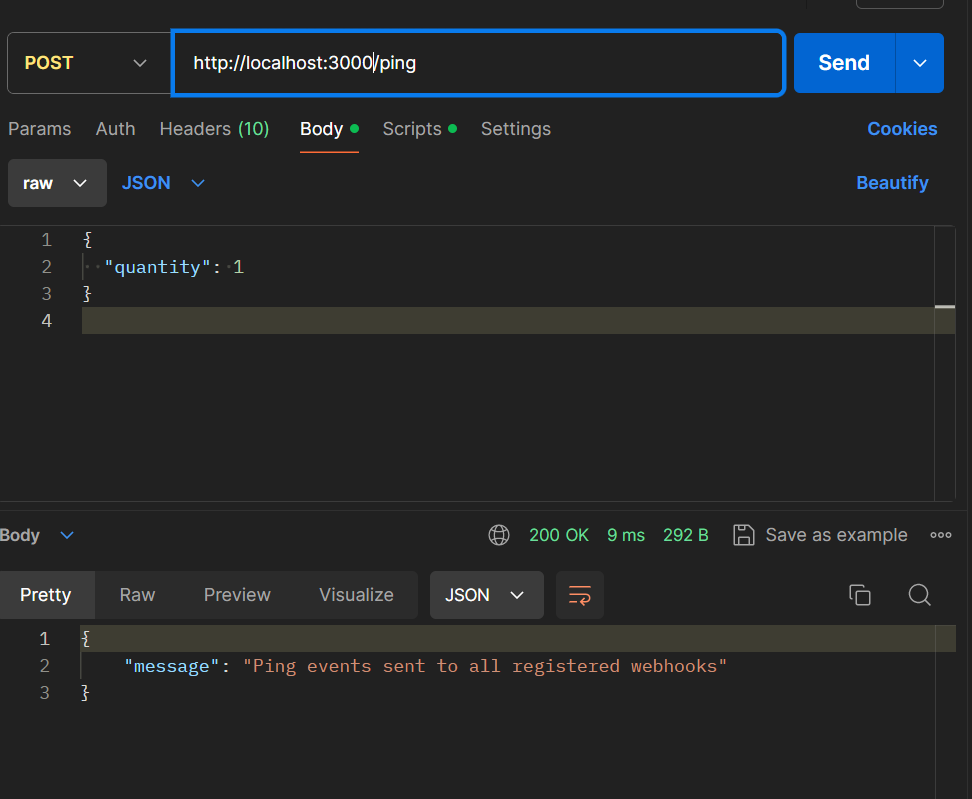 POST http://localhost:3000/ping Send
Params Auth Headers (10) Body Scripts Settings Cookies
raw JSON Beautify
1 {
2 "quantity": 1
3 }
4
Body 200 OK 9 ms 292 B Save as example
Pretty Raw Preview Visualize JSON
1 {
2 "message": "Ping events sent to all registered webhooks"
3 }